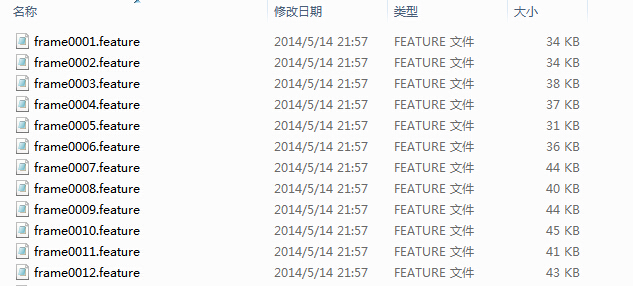 名称 修改日期 类型 大小
frame0001.feature 2014/5/14 21:57 FEATURE 文件 34 KB
frame0002.feature 2014/5/14 21:57 FEATURE 文件 34 KB
frame0003.feature 2014/5/14 21:57 FEATURE 文件 38 KB
frame0004.feature 2014/5/14 21:57 FEATURE 文件 37 KB
frame0005.feature 2014/5/14 21:57 FEATURE 文件 31 KB
frame0006.feature 2014/5/14 21:57 FEATURE 文件 36 KB
frame0007.feature 2014/5/14 21:57 FEATURE 文件 44 KB
frame0008.feature 2014/5/14 21:57 FEATURE 文件 40 KB
frame0009.feature 2014/5/14 21:57 FEATURE 文件 44 KB
frame0010.feature 2014/5/14 21:57 FEATURE 文件 45 KB
frame0011.feature 2014/5/14 21:57 FEATURE 文件 41 KB
frame0012.feature 2014/5/14 21:57 FEATURE 文件 43 KB